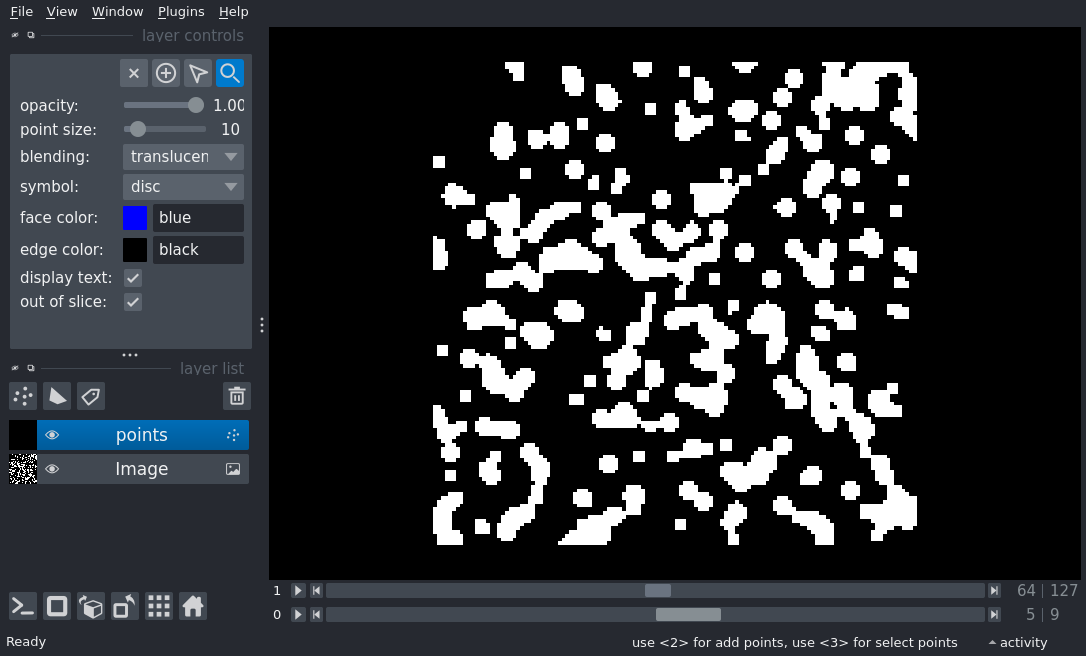 File View Window Plugins Help
layer controls
opacity: 1.00
point size: 10
blending: translucen
symbol: disc
face color: blue
edge color: black
display text:
out of slice:
layer list
points
Image
1 64 127
0 5 9
Ready use <2> for add points, use <3> for select points activity